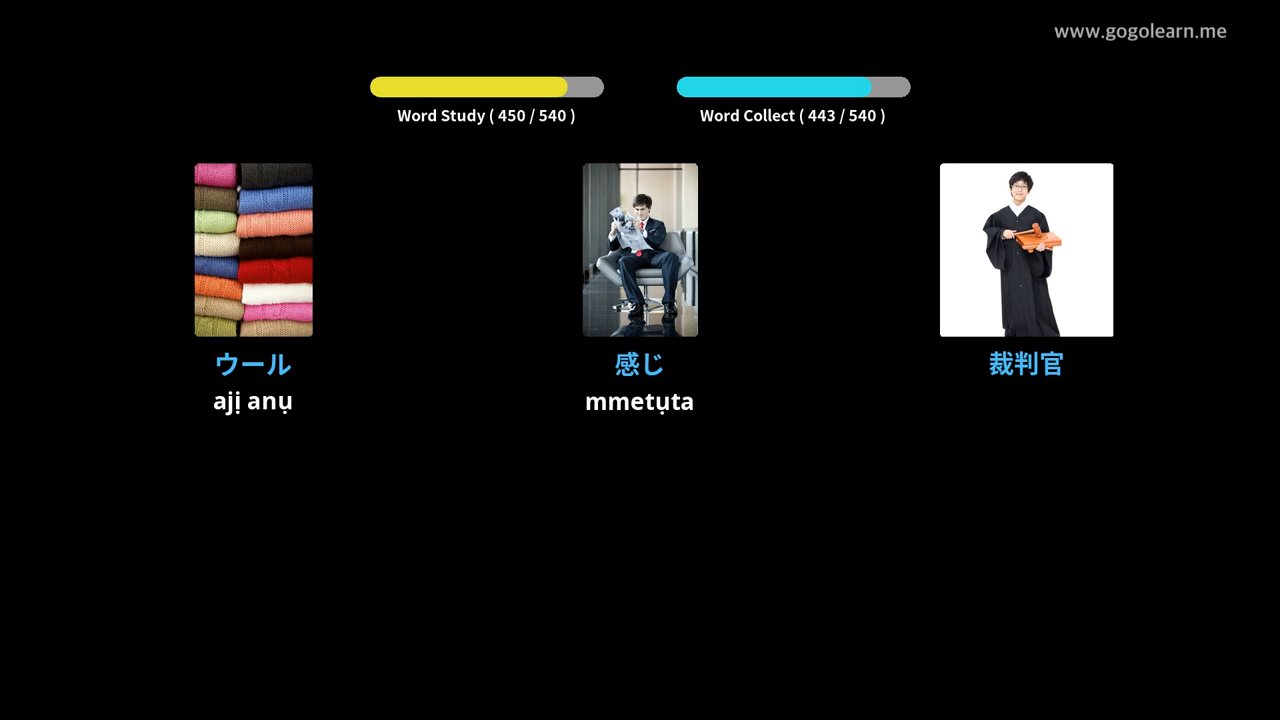 www.gogolearn.me
Word Study ( 450 / 540 )
Word Collect ( 443 / 540 )
ウール
感じ
裁判官
ajị anụ
mmetụta